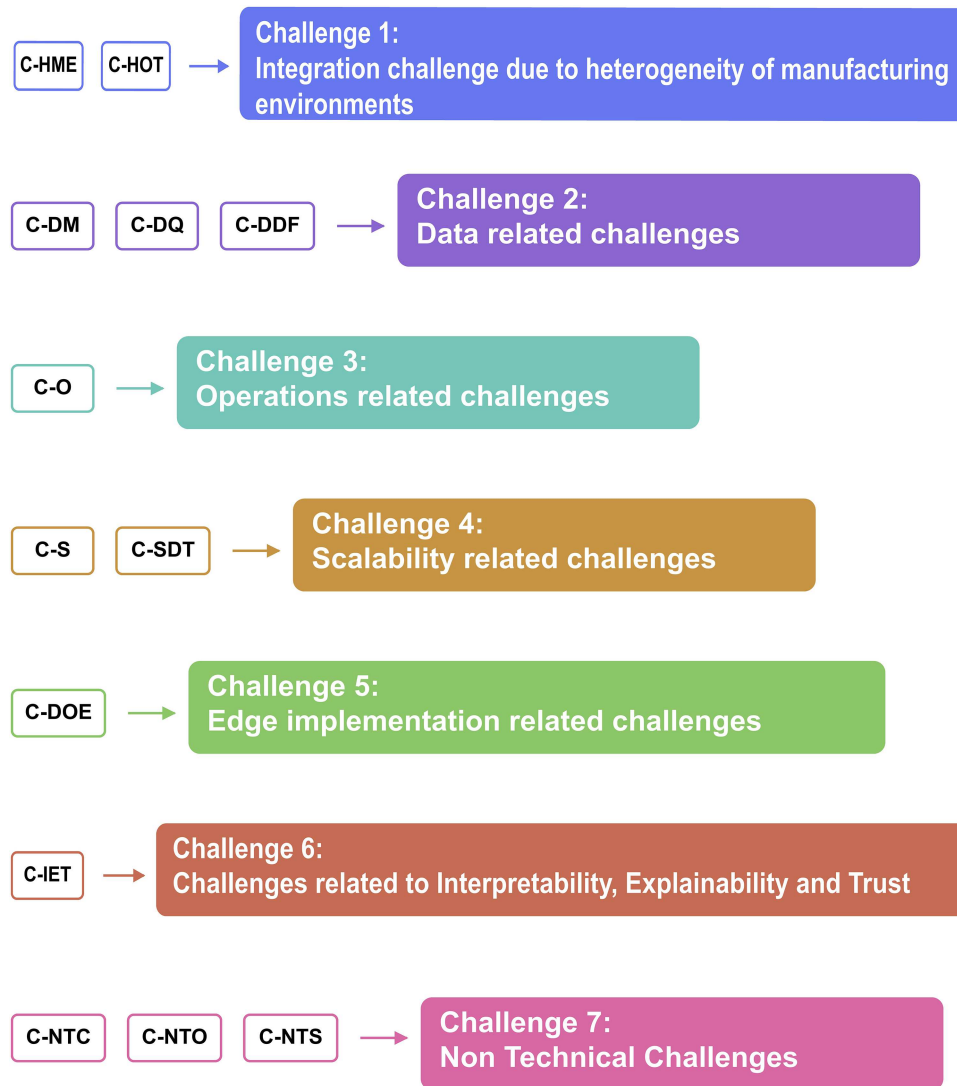 C-HME C-HOT
Challenge 1:
Integration challenge due to heterogeneity of manufacturing
environments
C-DM C-DQ C-DDF
Challenge 2:
Data related challenges
C-O
Challenge 3:
Operations related challenges
C-S C-SDT
Challenge 4:
Scalability related challenges
C-DOE
Challenge 5:
Edge implementation related challenges
C-IET
Challenge 6:
Challenges related to Interpretability, Explainability and Trust
C-NTC C-NTO C-NTS
Challenge 7:
Non Technical Challenges